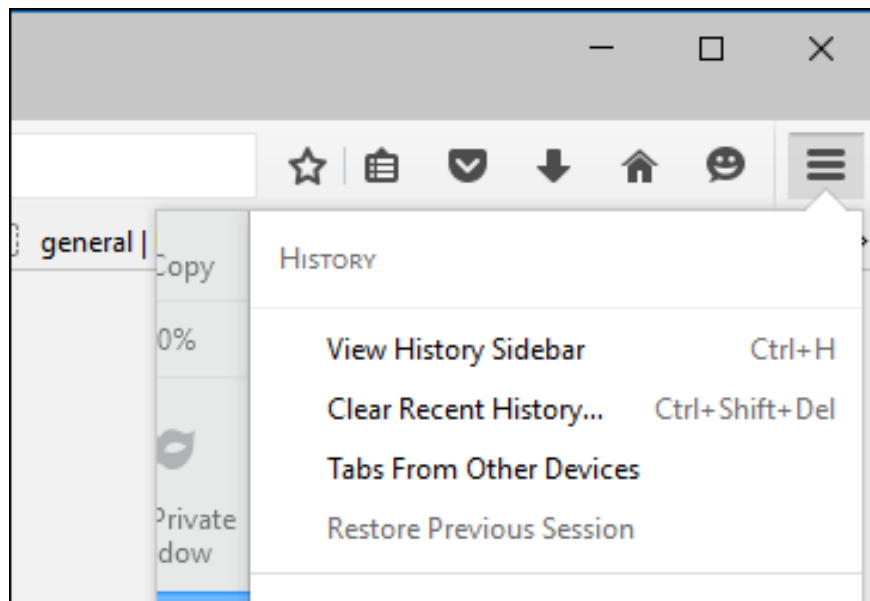 general |
Copy
0%
Private
dow
History
View History Sidebar Ctrl+H
Clear Recent History... Ctrl+Shift+Del
Tabs From Other Devices
Restore Previous Session